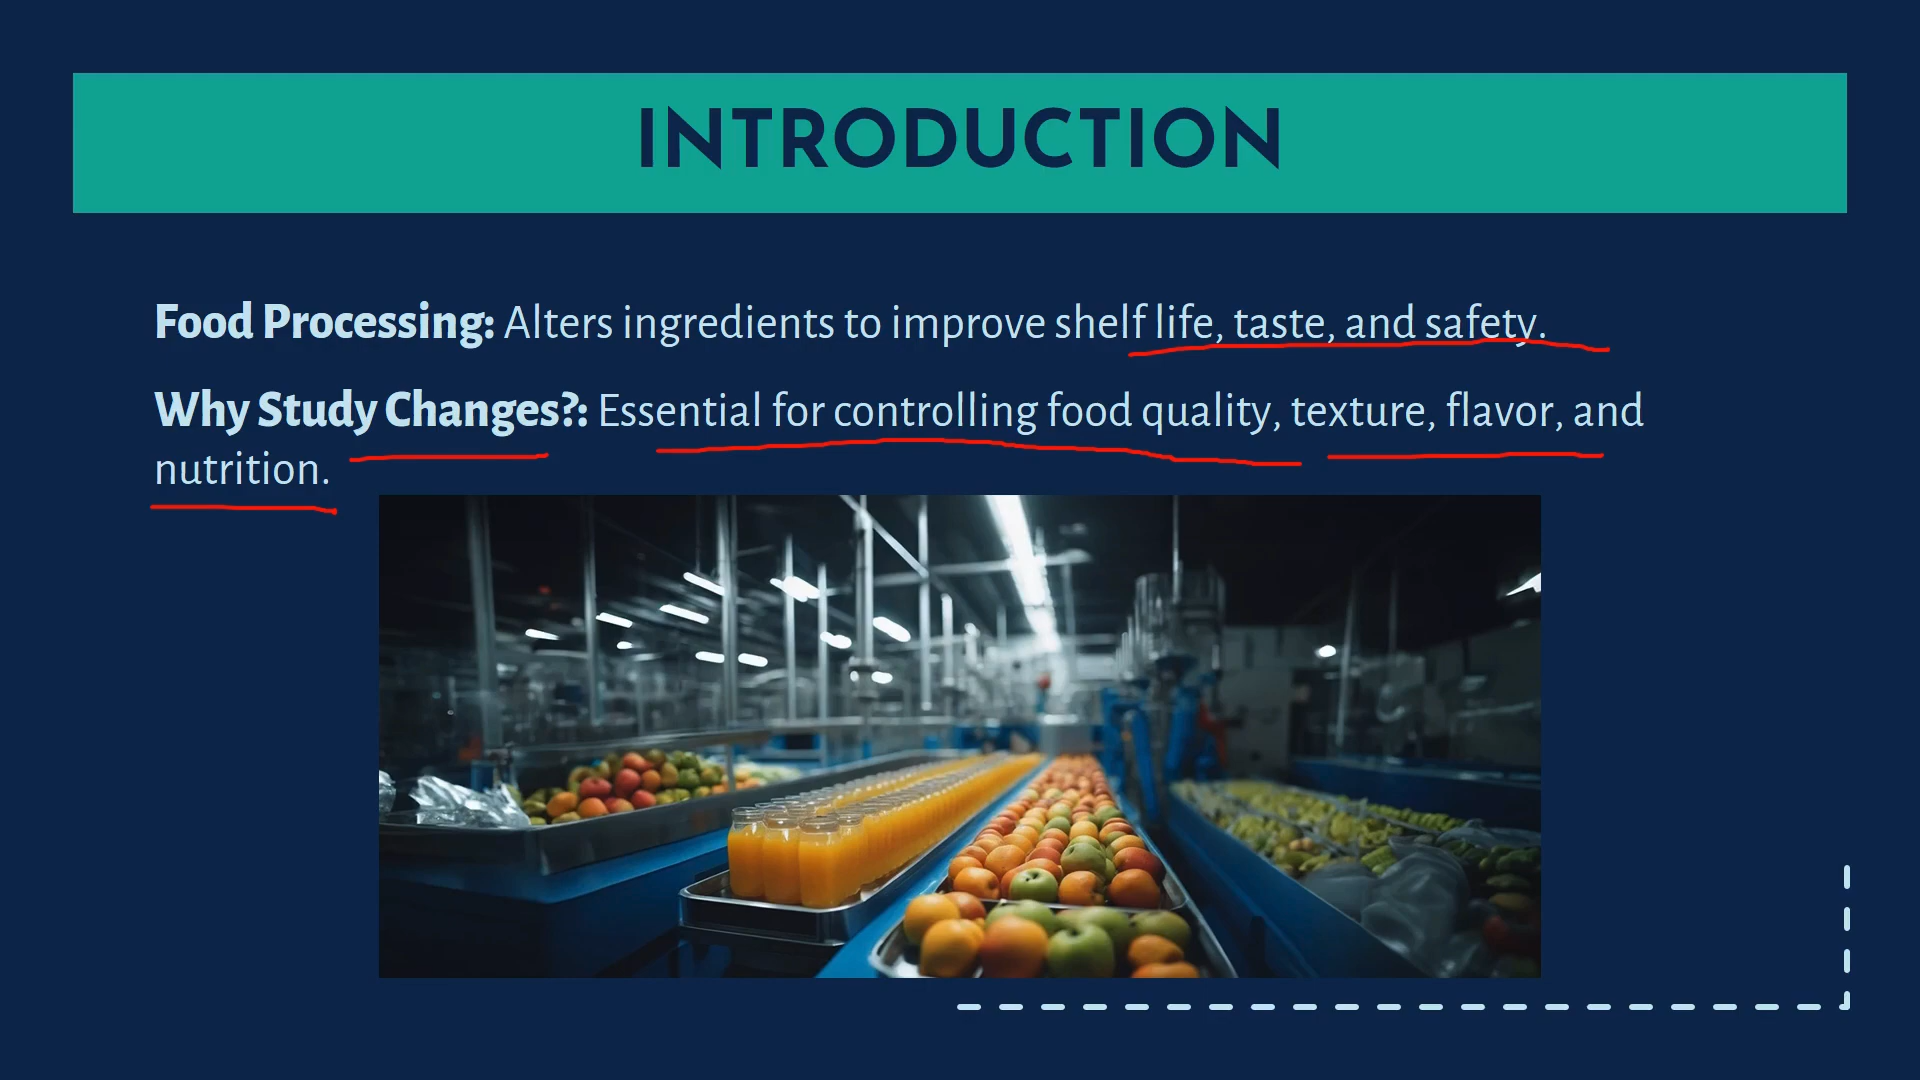 INTRODUCTION
Food Processing: Alters ingredients to improve shelf life, taste, and safety.
Why Study Changes?: Essential for controlling food quality, texture, flavor, and
nutrition.